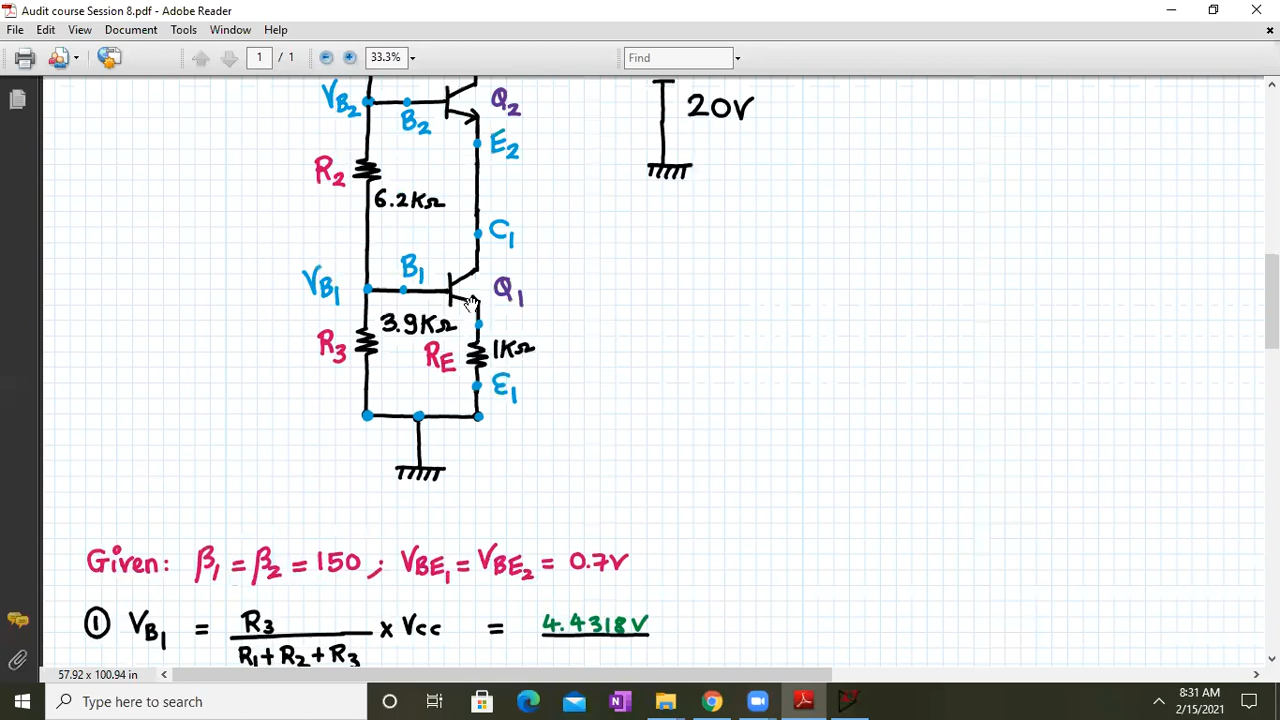 Audit course Session 8.pdf - Adobe Reader
File Edit View Document Tools Window Help
1 / 1 33.3% Find
VB2 B2 Q2
20V
E2
R2
6.2KΩ
C1
VB1 B1 Q1
3.9KΩ
R3 RE 1KΩ
E1
Given: β1 = β2 = 150 ; VBE1 = VBE2 = 0.7V
① VB1 = R3 x Vcc = 4.4318V
R1+R2+R3
57.92 x 100.94 in
Type here to search
8:31 AM
2/15/2021